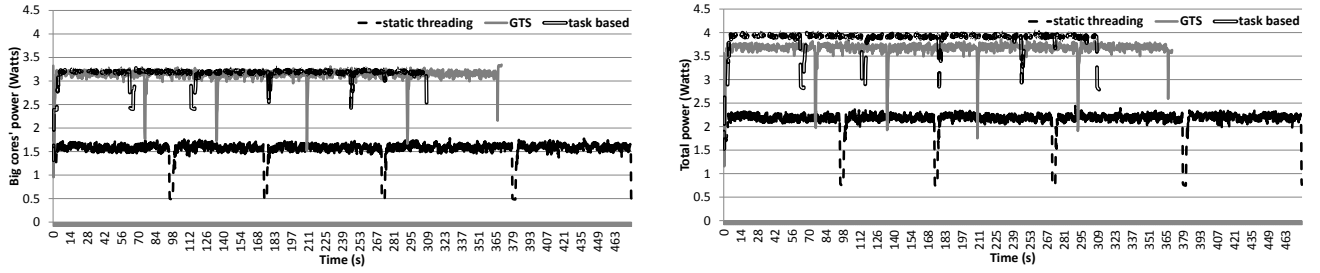 static threading GTS task based
Big cores' power (Watts)
4.5
4
3.5
3
2.5
2
1.5
1
0.5
0
0 14 28 42 56 70 84 98 112 126 140 154 168 183 197 211 225 239 253 267 281 295 309 323 337 351 365 379 393 407 421 435 449 463
Time (s)
static threading GTS task based
Total power (Watts)
4.5
4
3.5
3
2.5
2
1.5
1
0.5
0
0 14 28 42 56 70 84 98 112 126 140 154 168 183 197 211 225 239 253 267 281 295 309 323 337 351 365 379 393 407 421 435 449 463
Time (s)